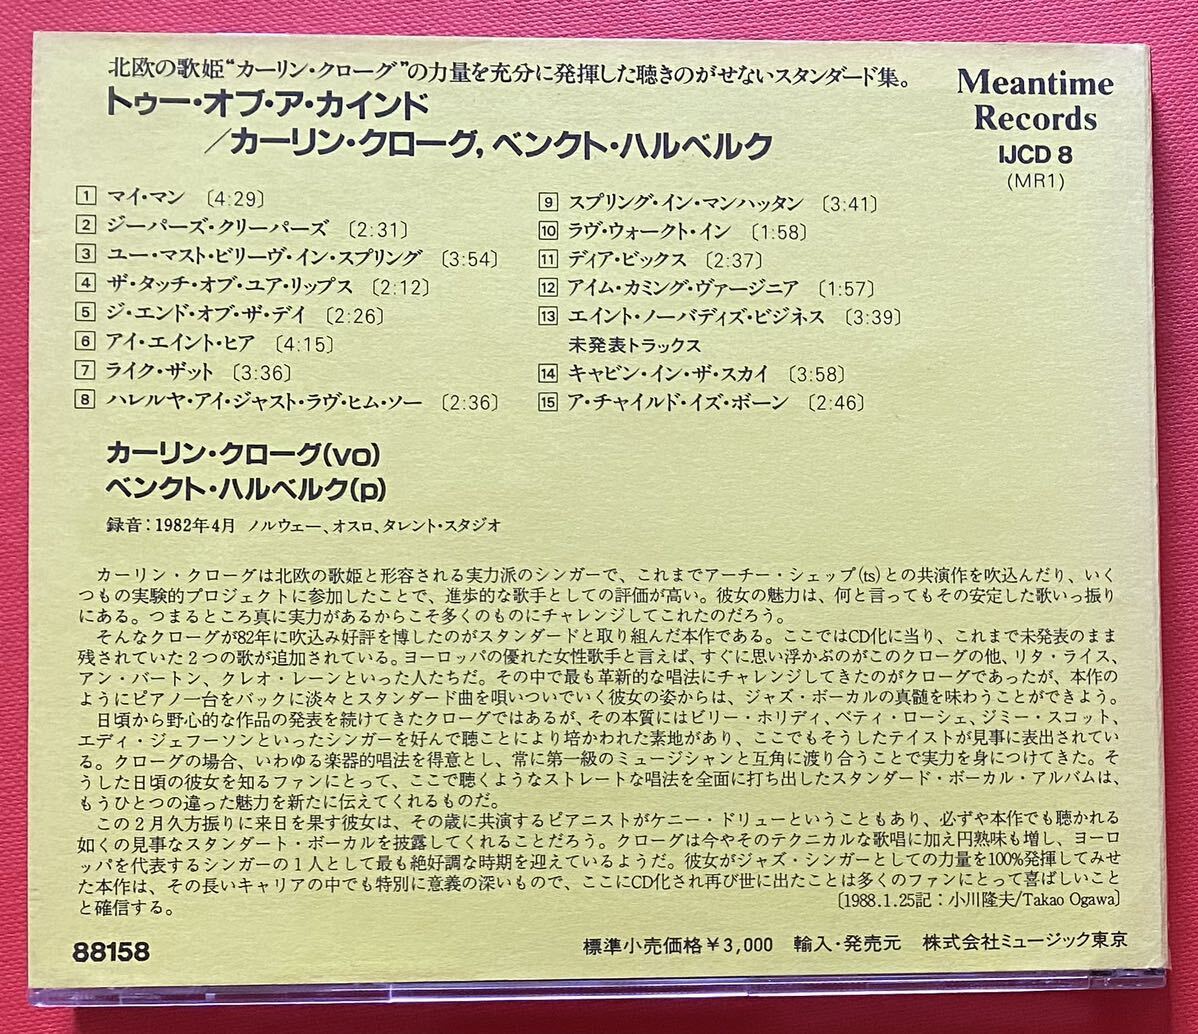 北欧の歌姫“カーリン・クローグ”の力量を充分に発揮した聴きのがせないスタンダード集。
トゥー・オブ・ア・カインド
／カーリン・クローグ, ベンクト・ハルベルク
Meantime
Records
IJCD 8
(MR1)
1 マイ・マン 〔4:29〕
2 ジーパーズ・クリーパーズ 〔2:31〕
3 ユー・マスト・ビリーヴ・イン・スプリング 〔3:54〕
4 ザ・タッチ・オブ・ユア・リップス 〔2:12〕
5 ジ・エンド・オブ・ザ・デイ 〔2:26〕
6 アイ・エイント・ヒア 〔4:15〕
7 ライク・ザット 〔3:36〕
8 ハレルヤ・アイ・ジャスト・ラヴ・ヒム・ソー 〔2:36〕
9 スプリング・イン・マンハッタン 〔3:41〕
10 ラヴ・ウォークト・イン 〔1:58〕
11 ディア・ビックス 〔2:37〕
12 アイム・カミング・ヴァージニア 〔1:57〕
13 エイント・ノーバディズ・ビジネス 〔3:39〕
未発表トラックス
14 キャビン・イン・ザ・スカイ 〔3:58〕
15 ア・チャイルド・イズ・ボーン 〔2:46〕
カーリン・クローグ(vo)
ベンクト・ハルベルク(p)
録音：1982年4月 ノルウェー、オスロ、タレント・スタジオ
カーリン・クローグは北欧の歌姫と形容される実力派のシンガーで、これまでアーチー・シェップ(ts)との共演作を吹込んだり、いく
つもの実験的プロジェクトに参加したことで、進歩的な歌手としての評価が高い。彼女の魅力は、何と言ってもその安定した歌いっ振り
にある。つまるところ真に実力があるからこそ多くのものにチャレンジしてこれたのだろう。
そんなクローグが82年に吹込み好評を博したのがスタンダードと取り組んだ本作である。ここではCD化に当り、これまで未発表のまま
残されていた2つの歌が追加されている。ヨーロッパの優れた女性歌手と言えば、すぐに思い浮かぶのがこのクローグの他、リタ・ライス、
アン・バートン、クレオ・レーンといった人たちだ。その中で最も革新的な唱法にチャレンジしてきたのがクローグであったが、本作の
ようにピアノ一台をバックに淡々とスタンダード曲を唄いついでいく彼女の姿からは、ジャズ・ボーカルの真髄を味わうことができよう。
日頃から野心的な作品の発表を続けてきたクローグではあるが、その本質にはビリー・ホリディ、ベティ・ローシェ、ジミー・スコット、
エディ・ジェフーソンといったシンガーを好んで聴ことにより培かわれた素地があり、ここでもそうしたテイストが見事に表出されてい
る。クローグの場合、いわゆる楽器的唱法を得意とし、常に第一級のミュージシャンと互角に渡り合うことで実力を身につけてきた。そ
うした日頃の彼女を知るファンにとって、ここで聴くようなストレートな唱法を全面に打ち出したスタンダード・ボーカル・アルバムは、
もうひとつの違った魅力を新たに伝えてくれるものだ。
この2月久方振りに来日を果す彼女は、その歳に共演するピアニストがケニー・ドリューということもあり、必ずや本作でも聴かれる
如くの見事なスタンダート・ボーカルを披露してくれることだろう。クローグは今やそのテクニカルな歌唱に加え円熟味も増し、ヨーロ
ッパを代表するシンガーの1人として最も絶好調な時期を迎えているようだ。彼女がジャズ・シンガーとしての力量を100%発揮してみせ
た本作は、その長いキャリアの中でも特別に意義の深いもので、ここにCD化され再び世に出たことは多くのファンにとって喜ばしいこと
と確信する。
〔1988.1.25記：小川隆夫/Takao Ogawa〕
88158
標準小売価格￥3,000 輸入・発売元 株式会社ミュージック東京